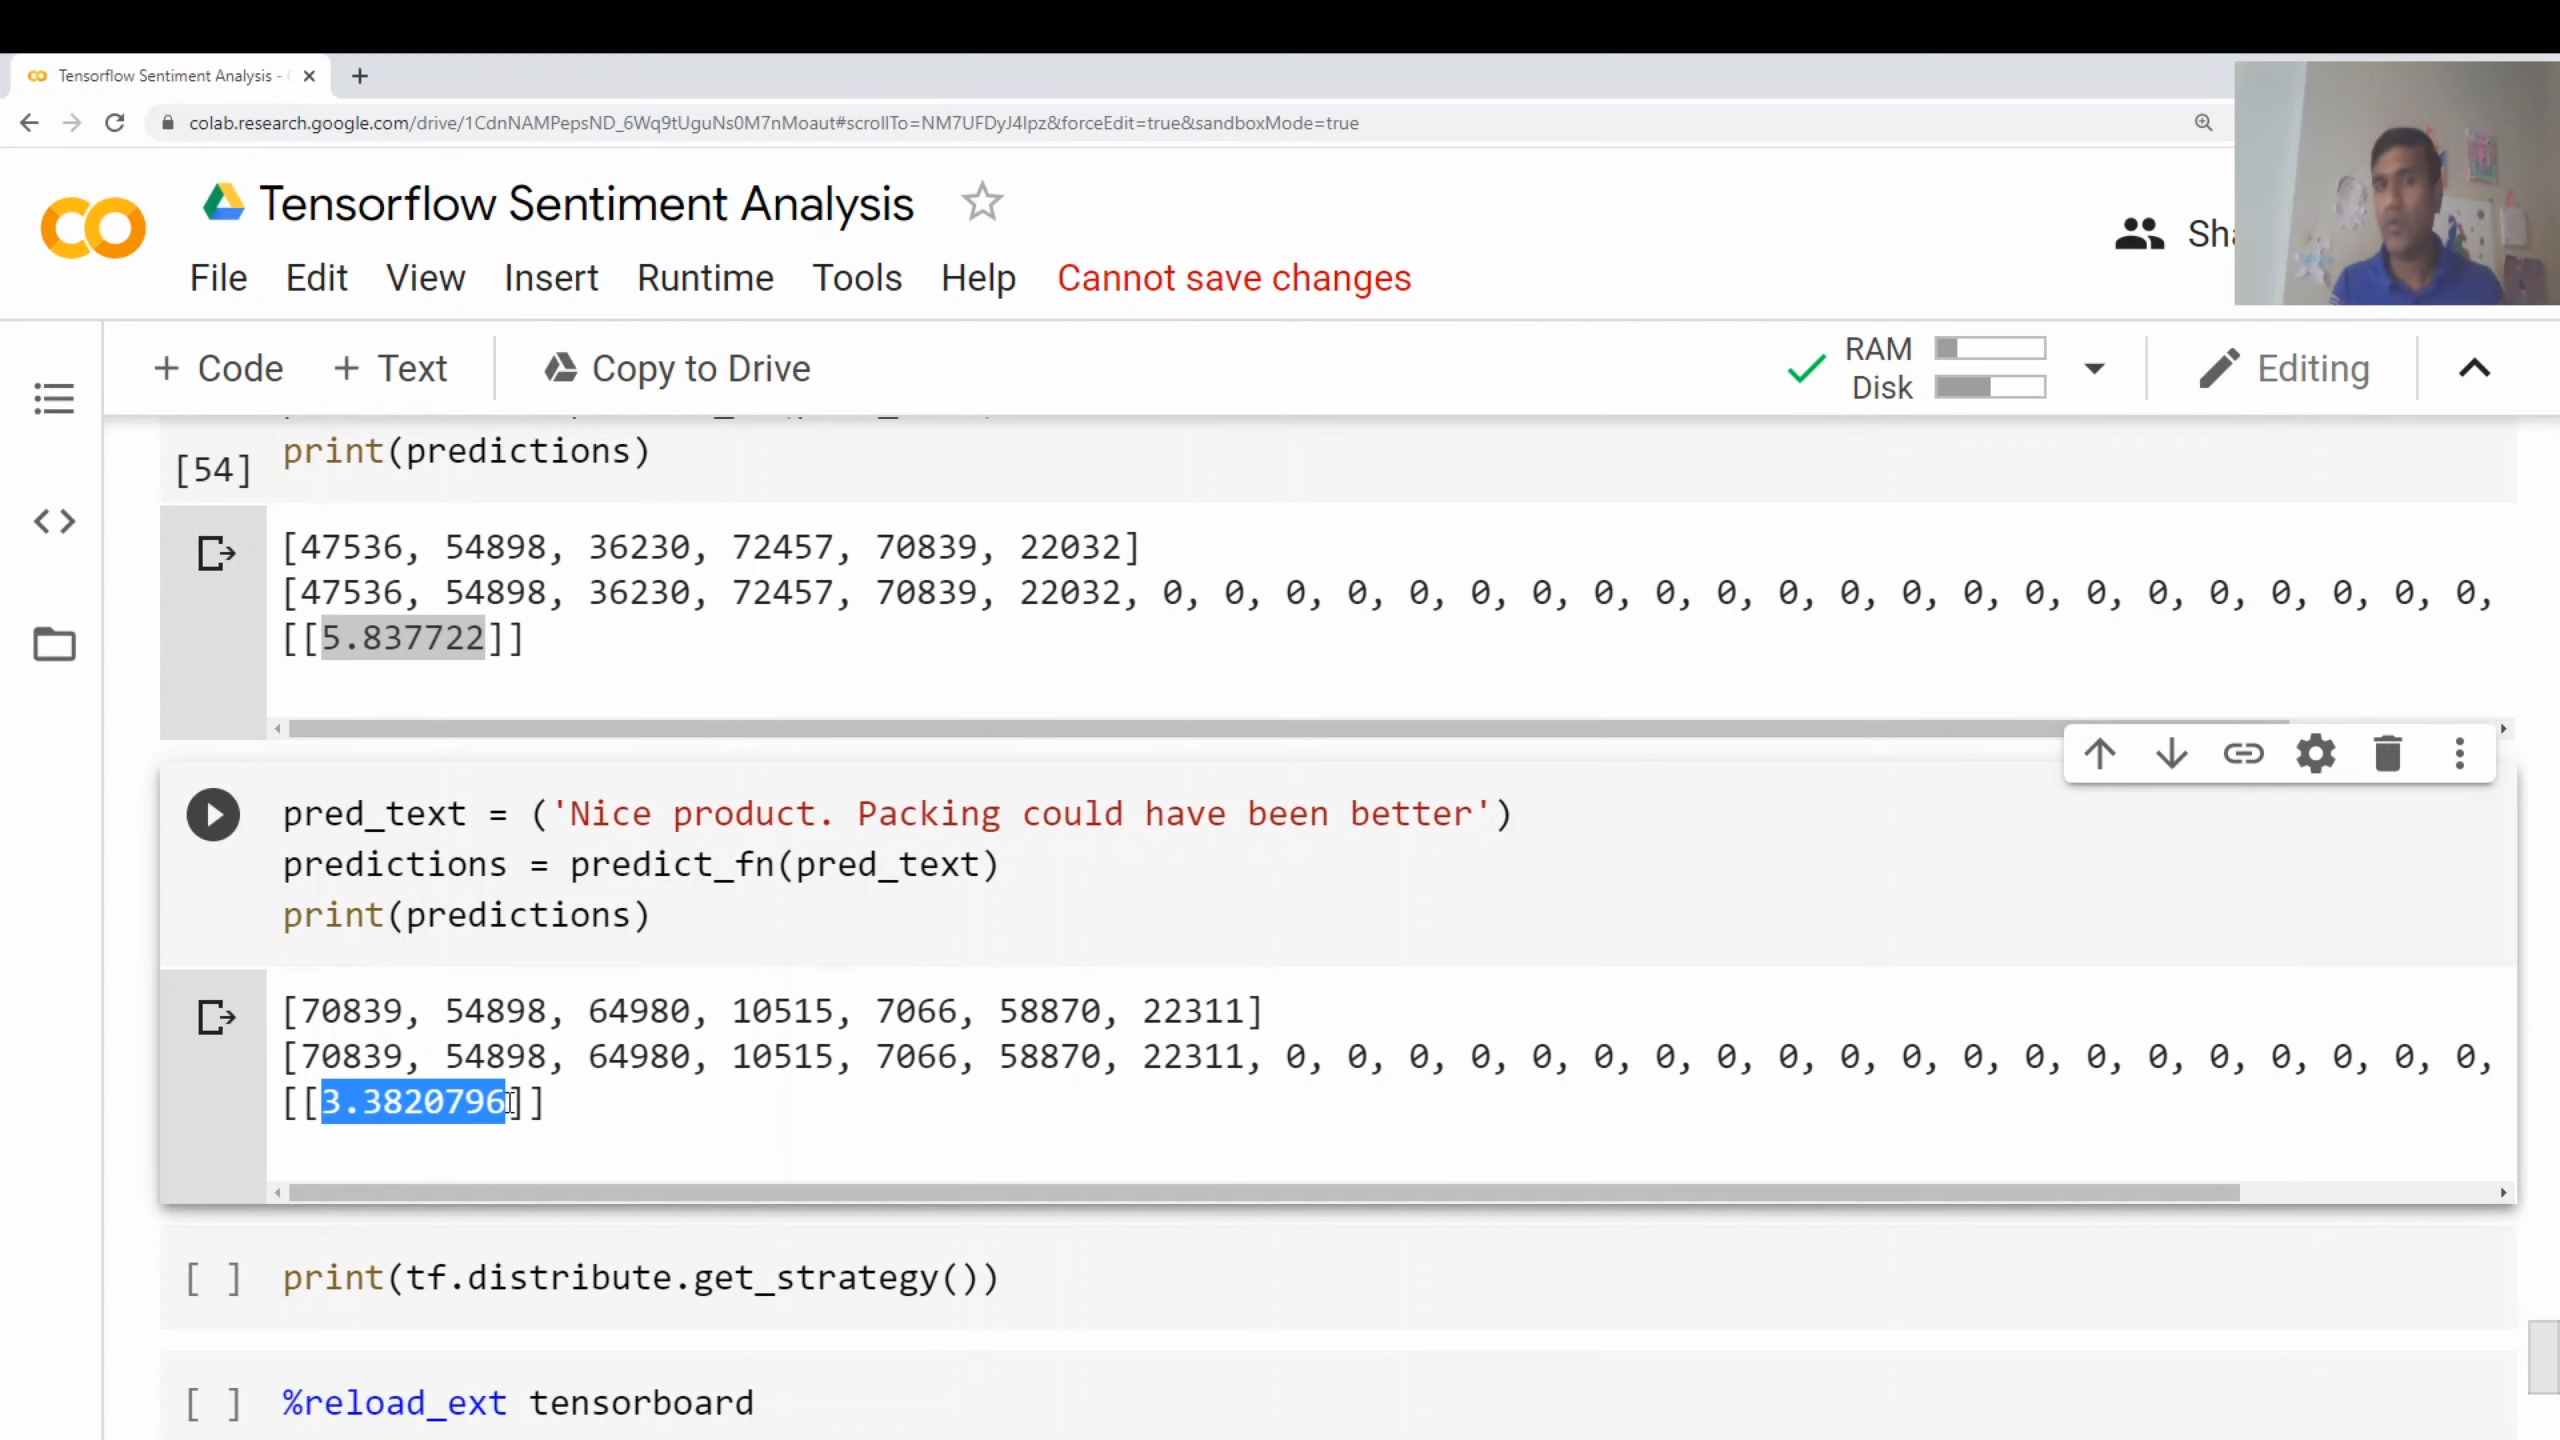 Tensorflow Sentiment Analysis -
colab.research.google.com/drive/1CdnNAMPepsND_6Wq9tUguNs0M7nMoaut#scrollTo=NM7UFDyJ4Ipz&forceEdit=true&sandboxMode=true
Tensorflow Sentiment Analysis
File Edit View Insert Runtime Tools Help Cannot save changes
+ Code + Text Copy to Drive RAM Disk Editing
print(predictions)
[54]
[47536, 54898, 36230, 72457, 70839, 22032]
[47536, 54898, 36230, 72457, 70839, 22032, 0, 0, 0, 0, 0, 0, 0, 0, 0, 0, 0, 0, 0, 0, 0, 0, 0, 0, 0, 0, 0, 0,
[[5.837722]]
pred_text = ('Nice product. Packing could have been better')
predictions = predict_fn(pred_text)
print(predictions)
[70839, 54898, 64980, 10515, 7066, 58870, 22311]
[70839, 54898, 64980, 10515, 7066, 58870, 22311, 0, 0, 0, 0, 0, 0, 0, 0, 0, 0, 0, 0, 0, 0, 0, 0, 0, 0, 0, 0,
[[3.3820796]]
[ ] print(tf.distribute.get_strategy())
[ ] %reload_ext tensorboard